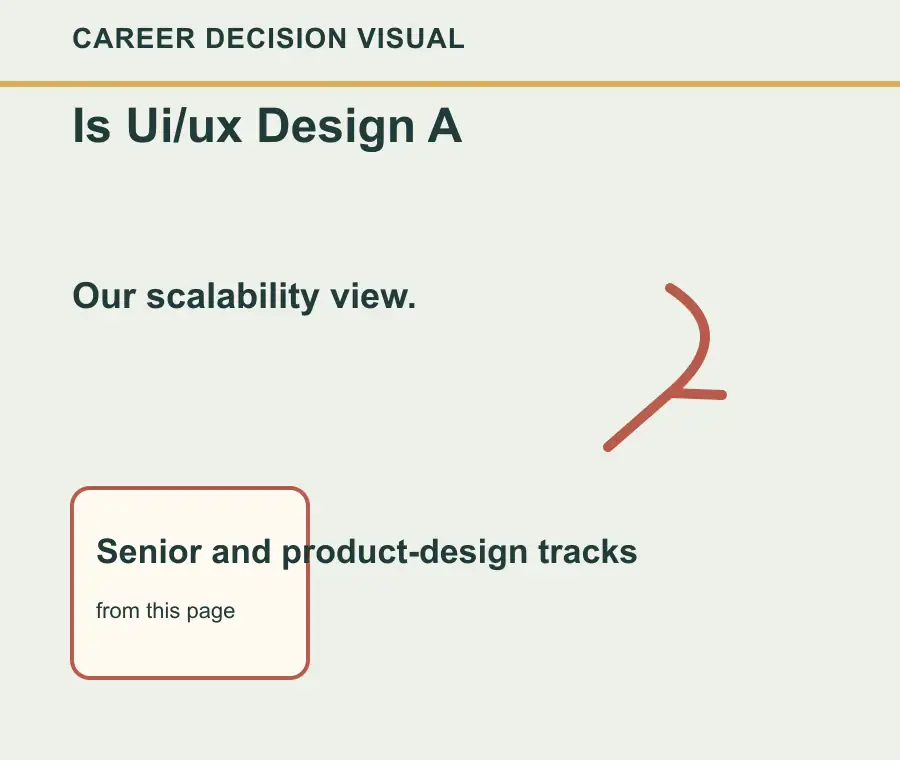 CAREER DECISION VISUAL
Is Ui/ux Design A
Our scalability view.
Senior and product-design tracks
from this page